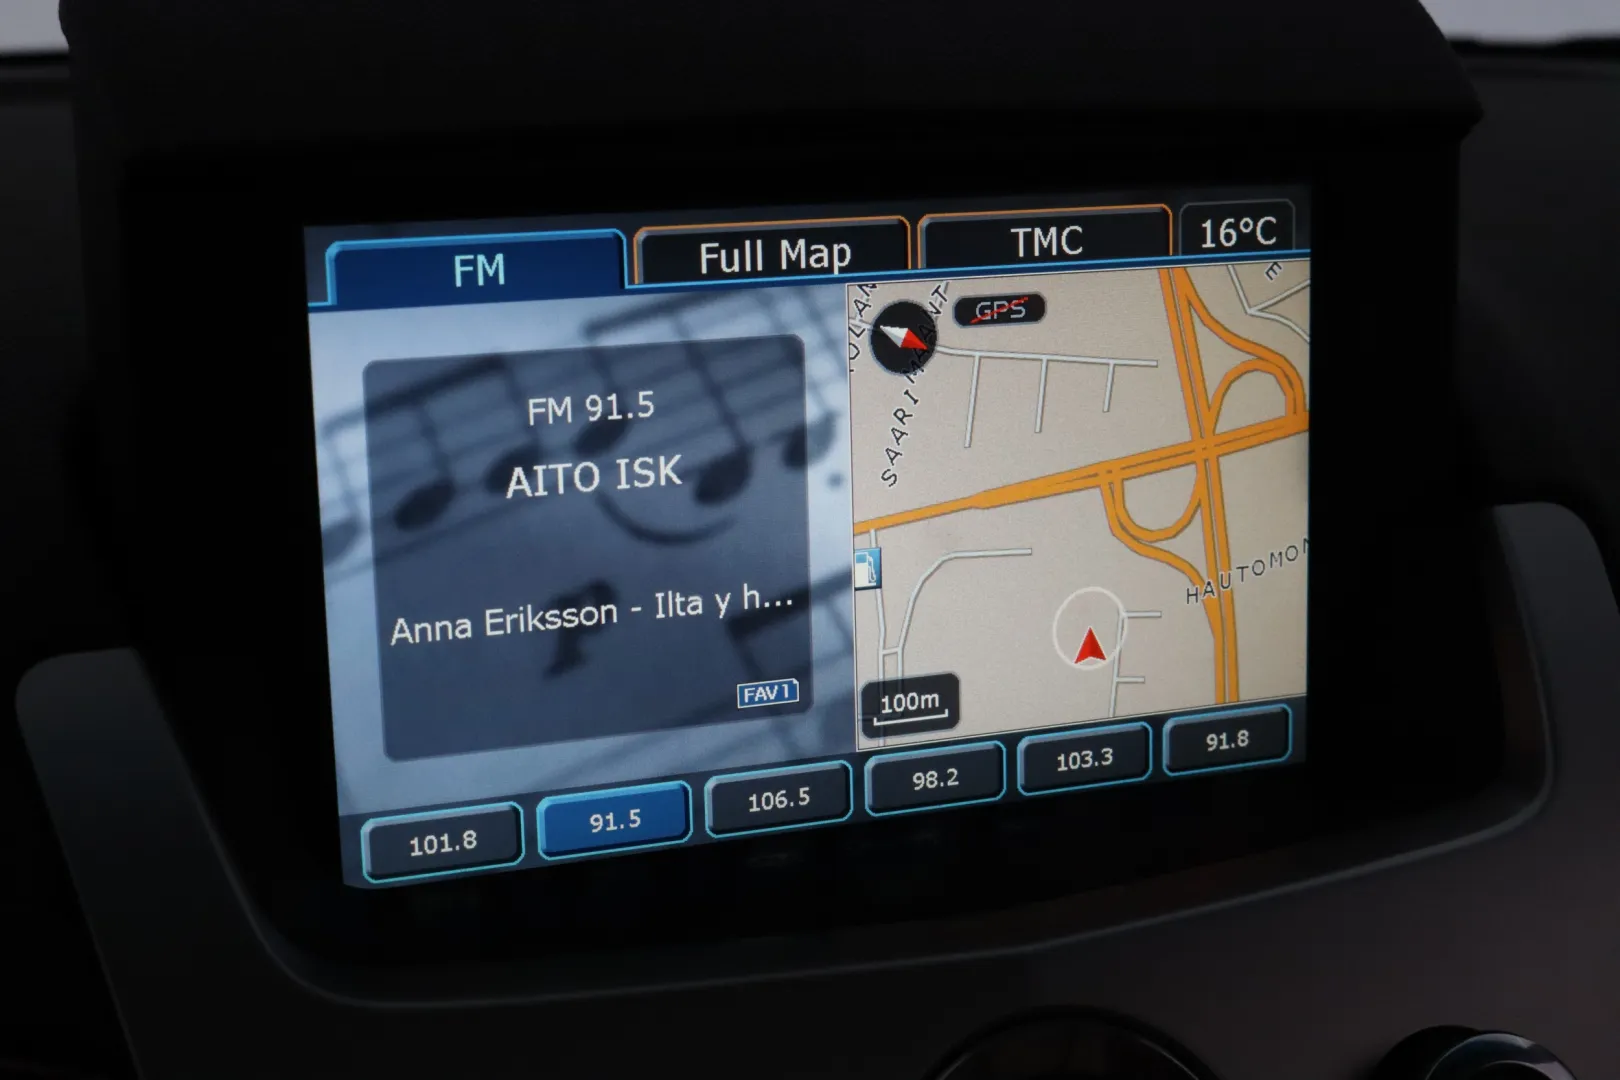 FM
Full Map
TMC
16°C
GPS
E
FM 91.5
AITO ISK
SAARI
HAUTOMON
Anna Eriksson - Ilta y h...
FAV1
100m
101.8
91.5
106.5
98.2
103.3
91.8